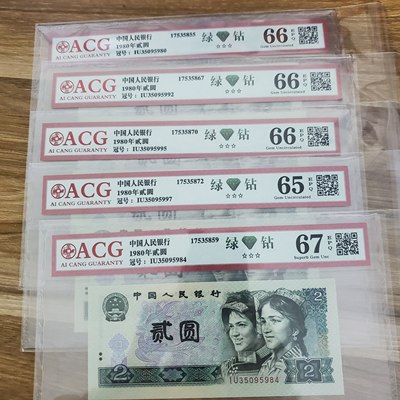 ACG
AI CANG GUARANTY
中国人民银行
1980年贰圆
冠号：IU35095980
17535855
绿 钻
☆☆☆
66 EPQ
Gem Uncirculated
ACG
AI CANG GUARANTY
中国人民银行
1980年贰圆
冠号：IU35095992
17535867
绿 钻
☆☆☆
66 EPQ
Gem Uncirculated
ACG
AI CANG GUARANTY
中国人民银行
1980年贰圆
冠号：IU35095995
17535870
绿 钻
☆☆☆
66 EPQ
Gem Uncirculated
ACG
AI CANG GUARANTY
中国人民银行
1980年贰圆
冠号：IU35095997
17535872
绿 钻
☆☆☆
65 EPQ
Gem Uncirculated
ACG
AI CANG GUARANTY
中国人民银行
1980年贰圆
冠号：IU35095984
17535859
绿 钻
☆☆☆
67 EPQ
Superb Gem Unc
中国人民银行
2
贰圆
IU35095984
2
2